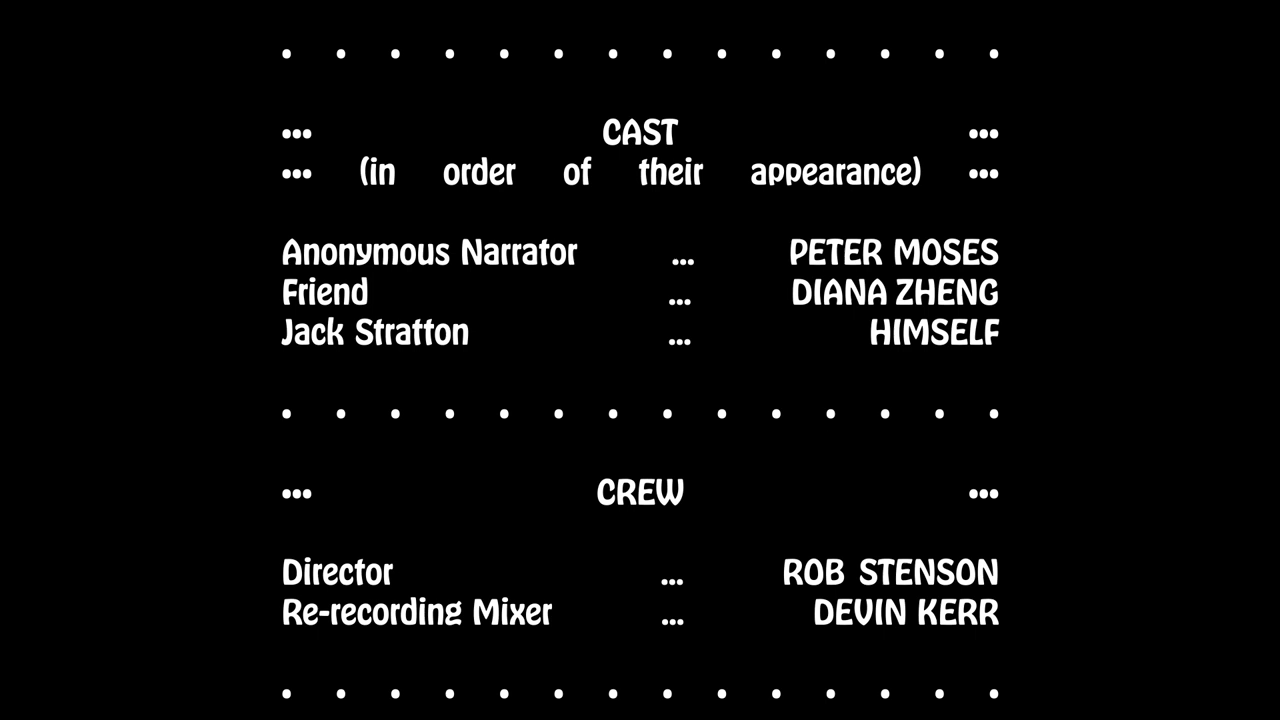 . . . . . . . . . . . . . .
••• CAST •••
••• (in order of their appearance) •••
Anonymous Narrator ... PETER MOSES
Friend ... DIANA ZHENG
Jack Stratton ... HIMSELF
. . . . . . . . . . . . . .
••• CREW •••
Director ... ROB STENSON
Re-recording Mixer ... DEVIN KERR
. . . . . . . . . . . . . .